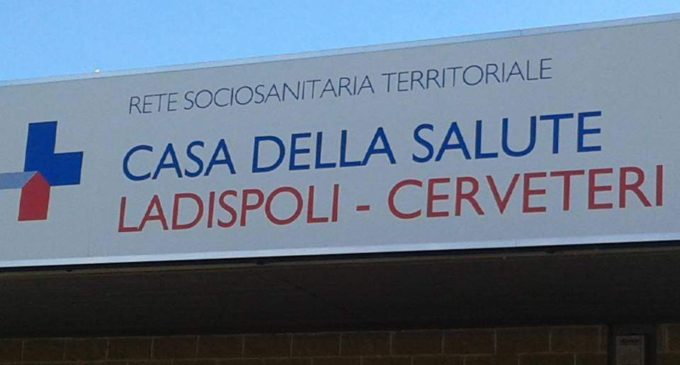 RETE SOCIOSANITARIA TERRITORIALE
CASA DELLA SALUTE
LADISPOLI - CERVETERI